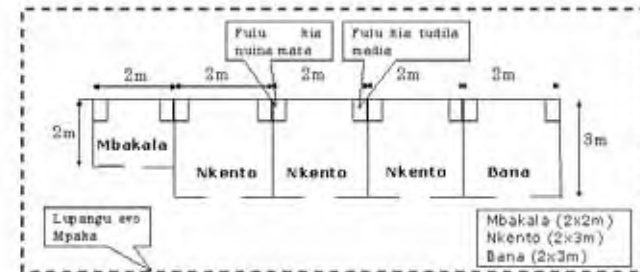 Fulu kia
nuina maza
Fulu kia tudila
madia
2m 2m 2m 2m 2m
2m
3m
Mbakala
Nkento Nkento Nkento Bana
Lupangu evo
Mpaka
Mbakala (2x2m)
Nkento (2x3m)
Bana (2x3m)